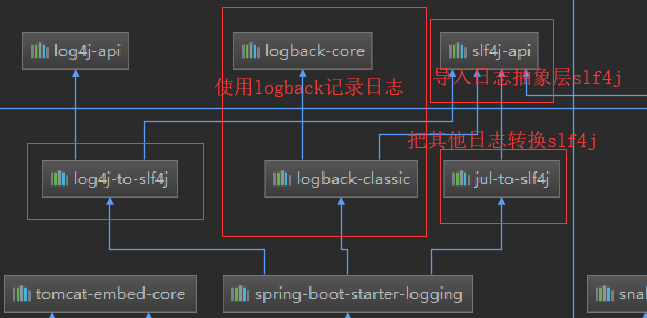 log4j-api
logback-core
slf4j-api
使用logback记录日志
导入日志抽象层slf4j
把其他日志转换slf4j
log4j-to-slf4j
logback-classic
jul-to-slf4j
tomcat-embed-core
spring-boot-starter-logging
snal